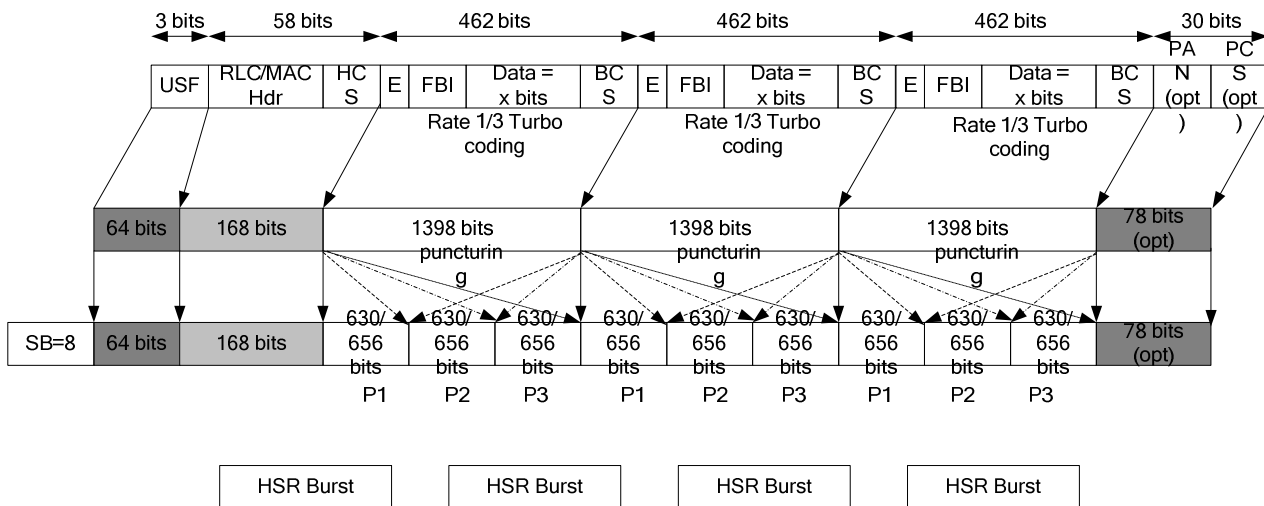 3 bits 58 bits 462 bits 462 bits 462 bits 30 bits
USF RLC/MAC Hdr HC S E FBI Data = x bits BC S E FBI Data = x bits BC S E FBI Data = x bits BC S PA N (opt ) PC S (opt )
Rate 1/3 Turbo coding Rate 1/3 Turbo coding Rate 1/3 Turbo coding
64 bits 168 bits 1398 bits puncturin g 1398 bits puncturin g 1398 bits puncturin g 78 bits (opt)
SB=8 64 bits 168 bits 630/ 656 bits 630/ 656 bits 630/ 656 bits 630/ 656 bits 630/ 656 bits 630/ 656 bits 630/ 656 bits 630/ 656 bits 630/ 656 bits 78 bits (opt)
P1 P2 P3 P1 P2 P3 P1 P2 P3
HSR Burst HSR Burst HSR Burst HSR Burst